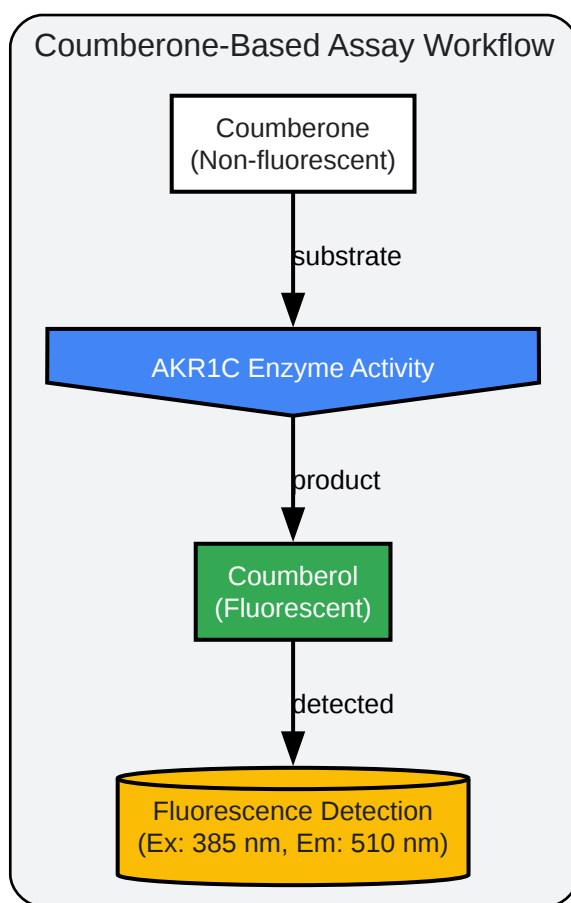 Coumberone-Based Assay Workflow
Coumberone
(Non-fluorescent)
substrate
AKR1C Enzyme Activity
product
Coumberol
(Fluorescent)
detected
Fluorescence Detection
(Ex: 385 nm, Em: 510 nm)